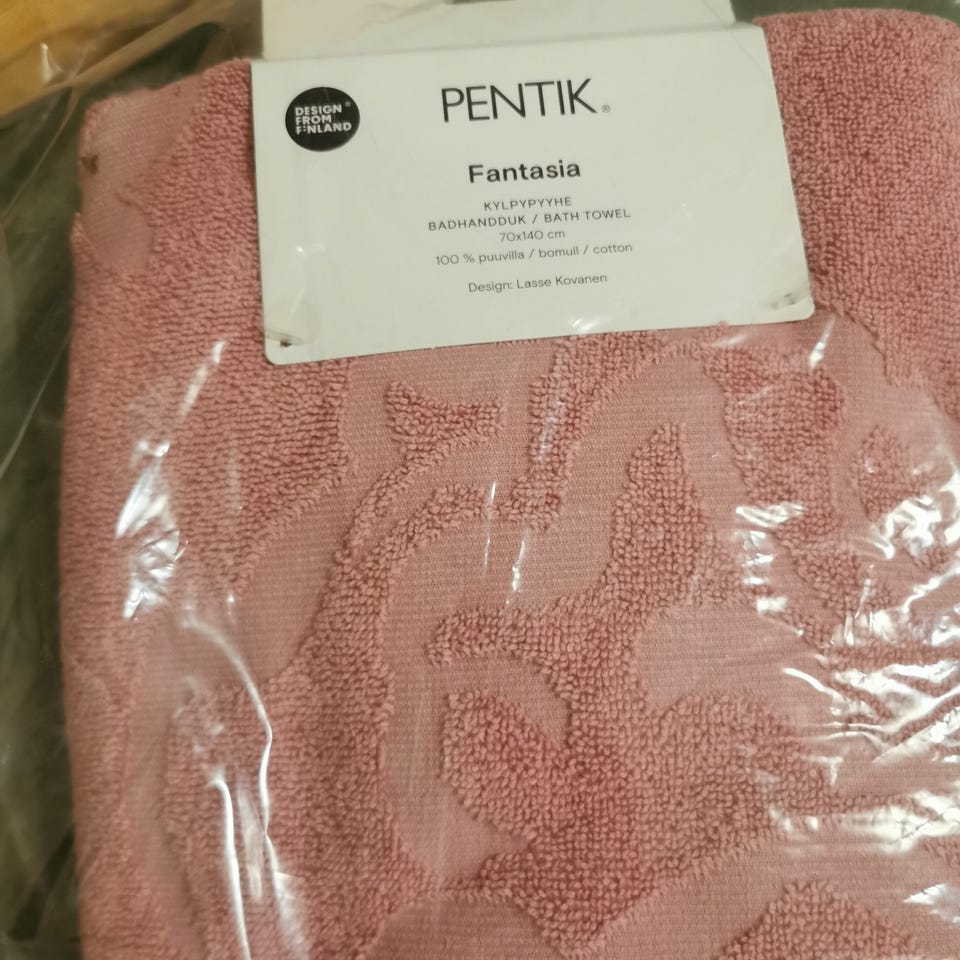 DESIGN
FROM
FINLAND
PENTIK®
Fantasia
KYLPYPYYHE
BADHANDDUK / BATH TOWEL
70x140 cm
100 % puuvilla / bomull / cotton
Design: Lasse Kovanen